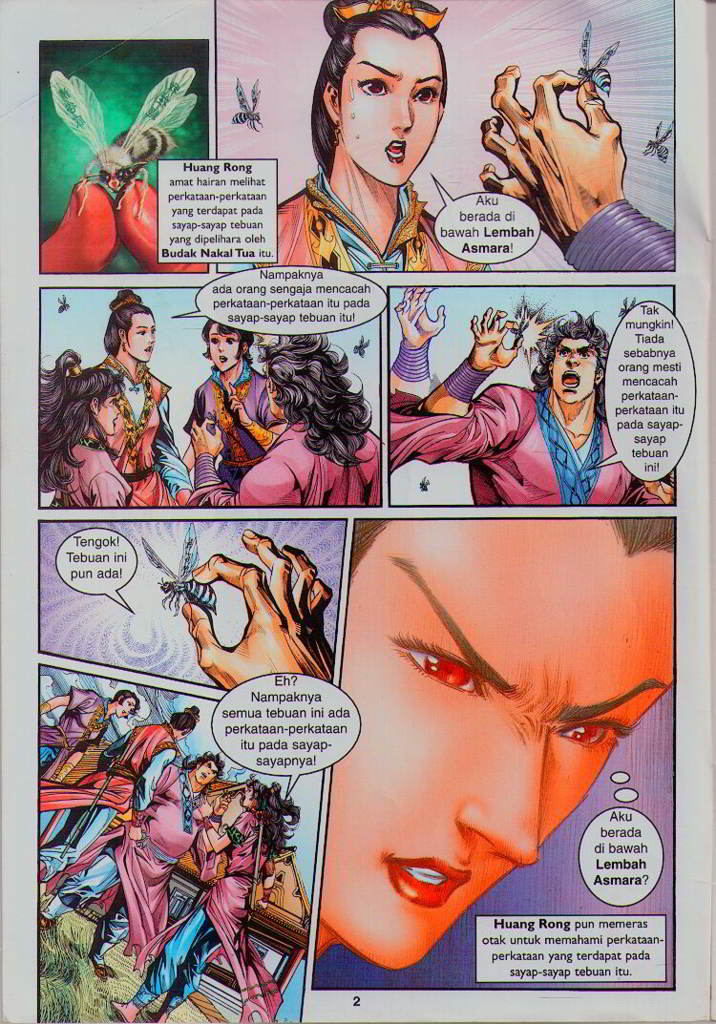 Huang Rong
amat hairan melihat
perkataan-perkataan
yang terdapat pada
sayap-sayap tebuan
yang dipelihara oleh
Budak Nakal Tua itu.
Aku
berada di
bawah Lembah
Asmara!
Nampaknya
ada orang sengaja mencacah
perkataan-perkataan itu pada
sayap-sayap tebuan itu!
Tak
mungkin!
Tiada
sebabnya
orang mesti
mencacah
perkataan-
perkataan itu
pada sayap-
sayap
tebuan
ini!
Tengok!
Tebuan ini
pun ada!
Eh?
Nampaknya
semua tebuan ini ada
perkataan-perkataan
itu pada sayap-
sayapnya!
Aku
berada
di bawah
Lembah
Asmara?
Huang Rong pun memeras
otak untuk memahami perkataan-
perkataan yang terdapat pada
sayap-sayap tebuan itu.
2